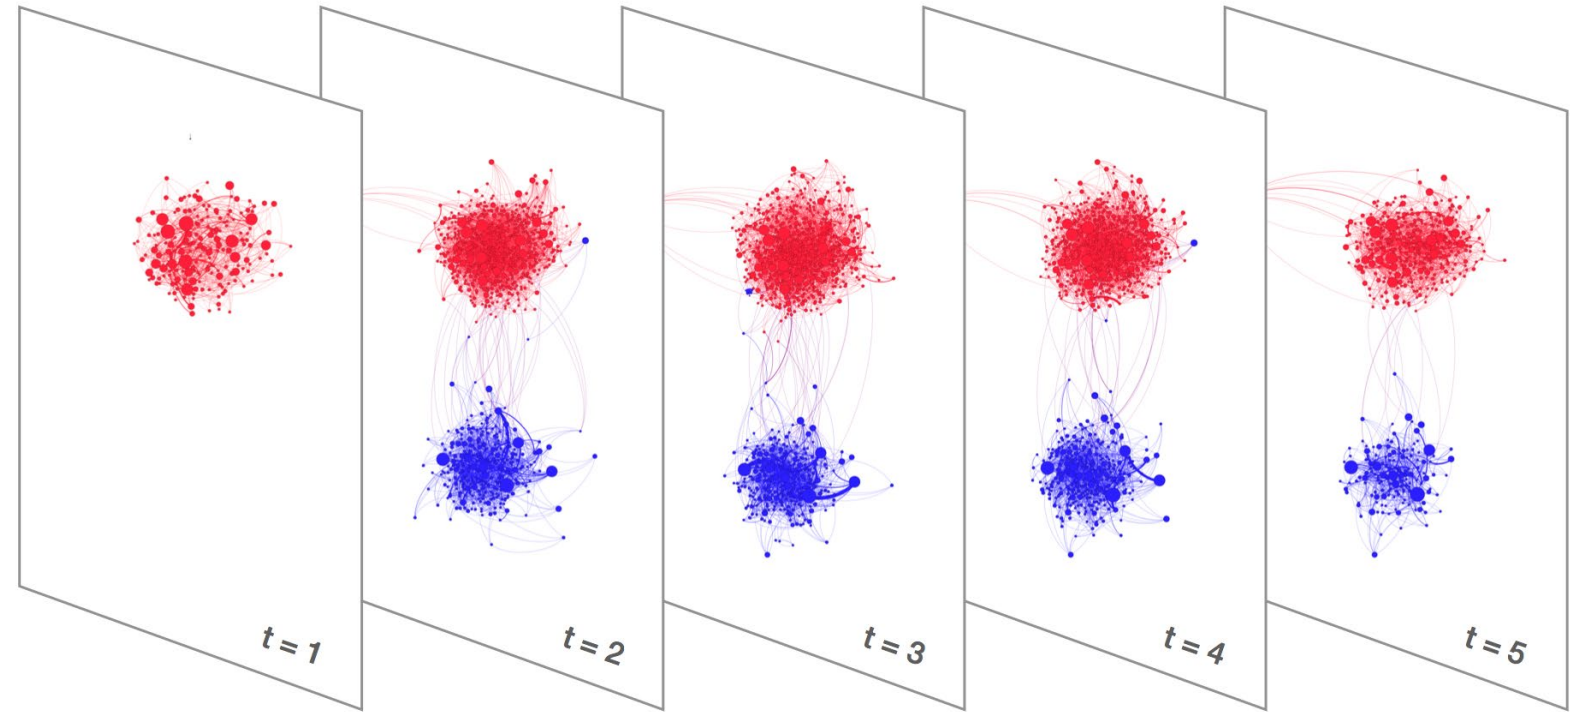 t = 1
t = 2
t = 3
t = 4
t = 5